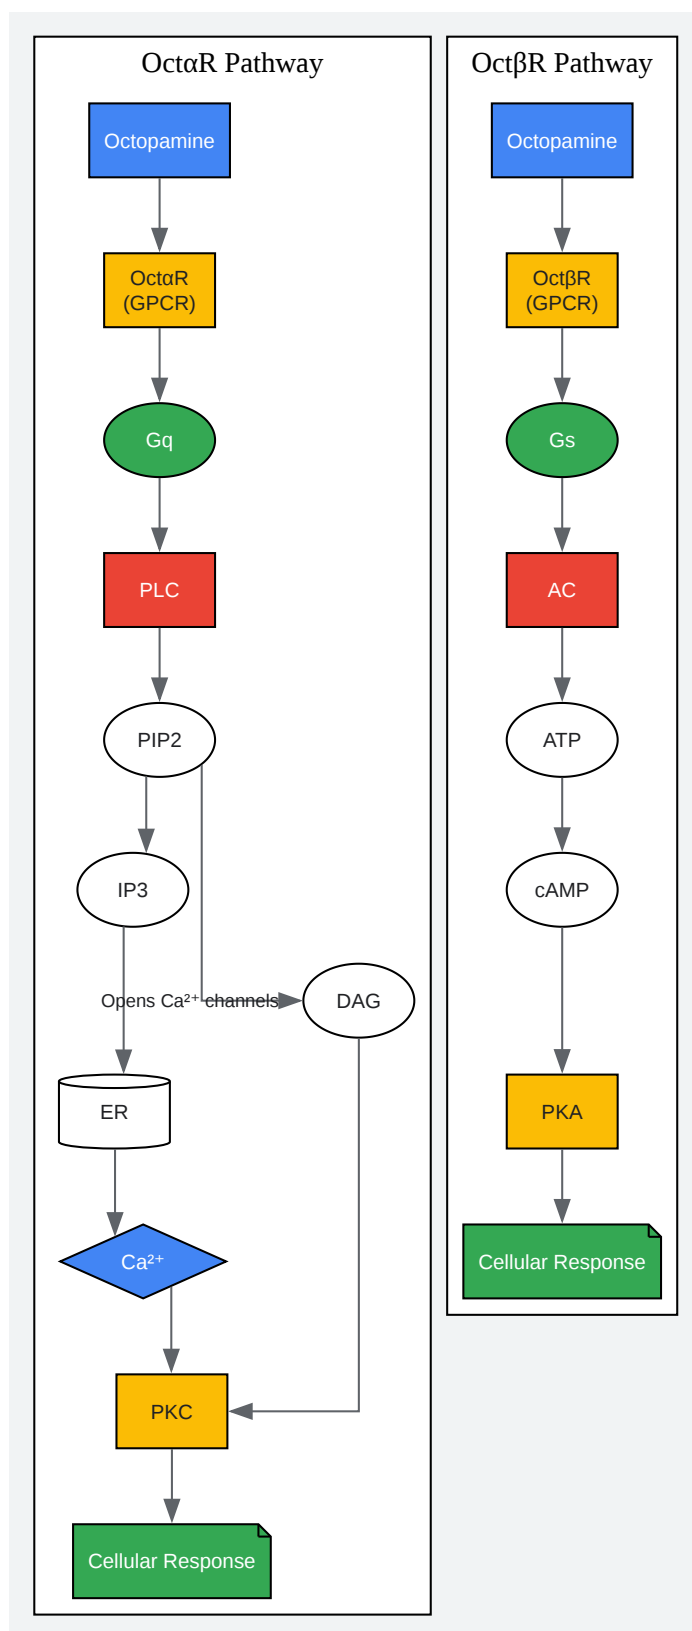 OctαR Pathway
Octopamine
OctαR
(GPCR)
Gq
PLC
PIP2
IP3
Opens Ca²⁺ channels
DAG
ER
Ca²⁺
PKC
Cellular Response
OctβR Pathway
Octopamine
OctβR
(GPCR)
Gs
AC
ATP
cAMP
PKA
Cellular Response